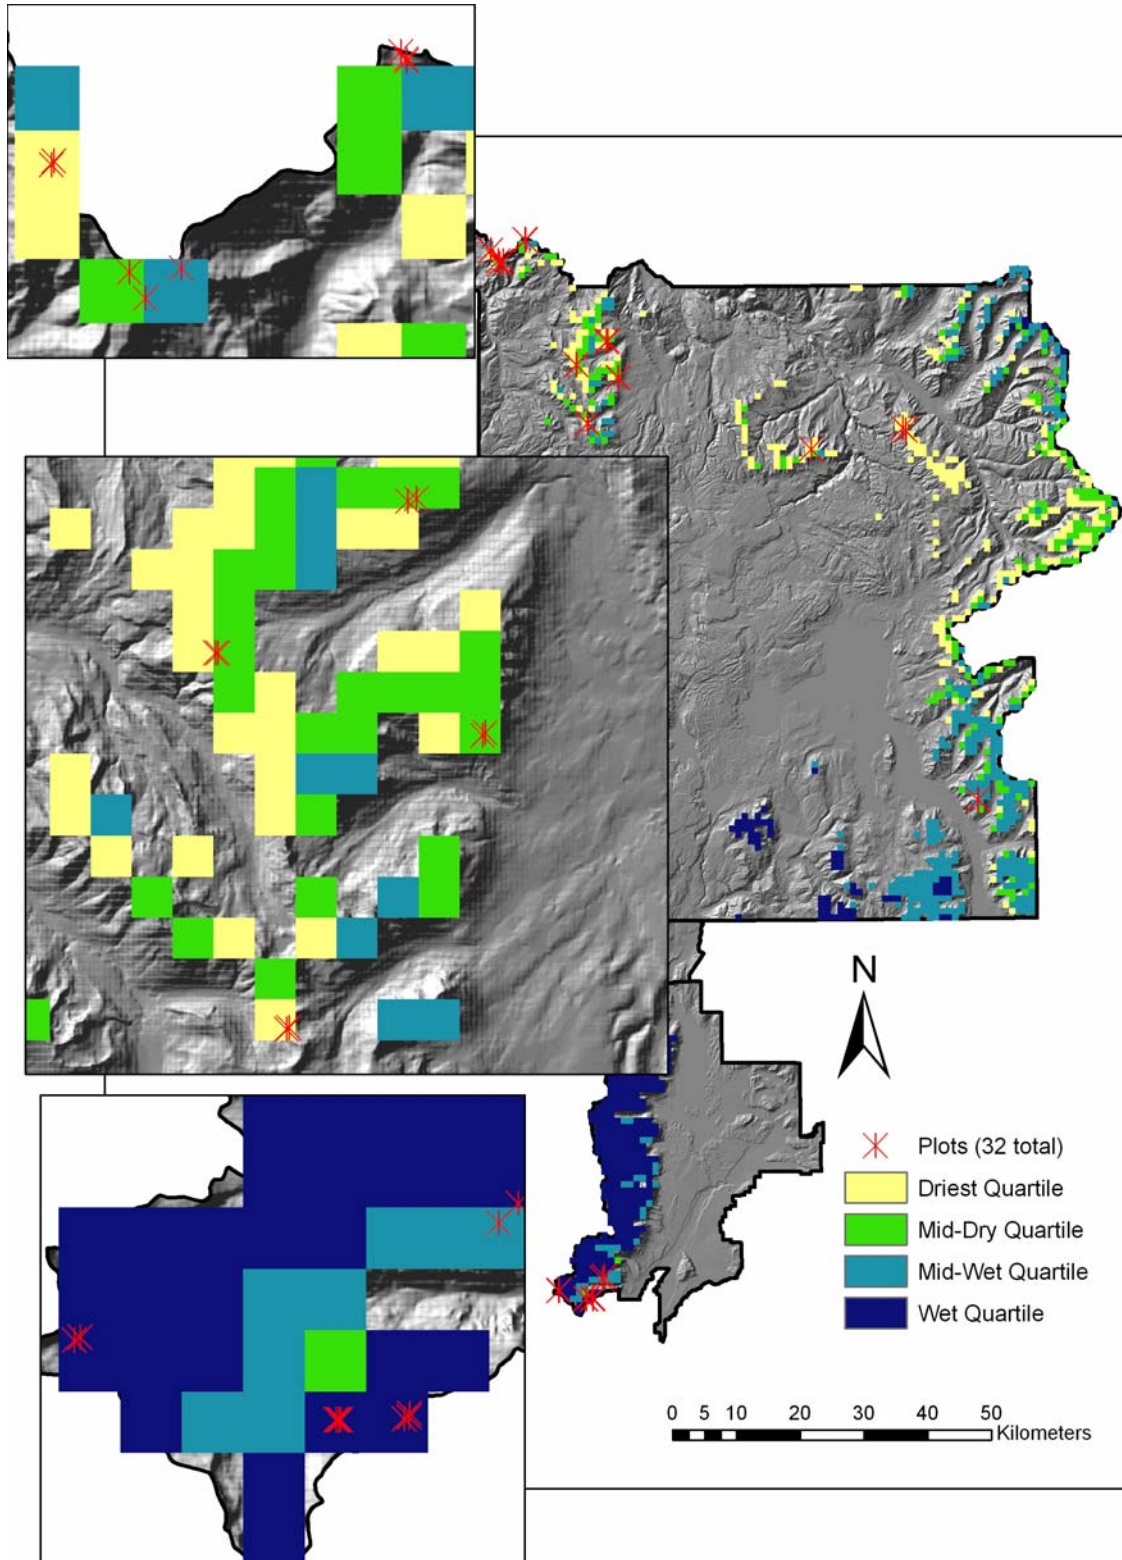 N
Plots (32 total)
Driest Quartile
Mid-Dry Quartile
Mid-Wet Quartile
Wet Quartile
0 5 10 20 30 40 50
Kilometers